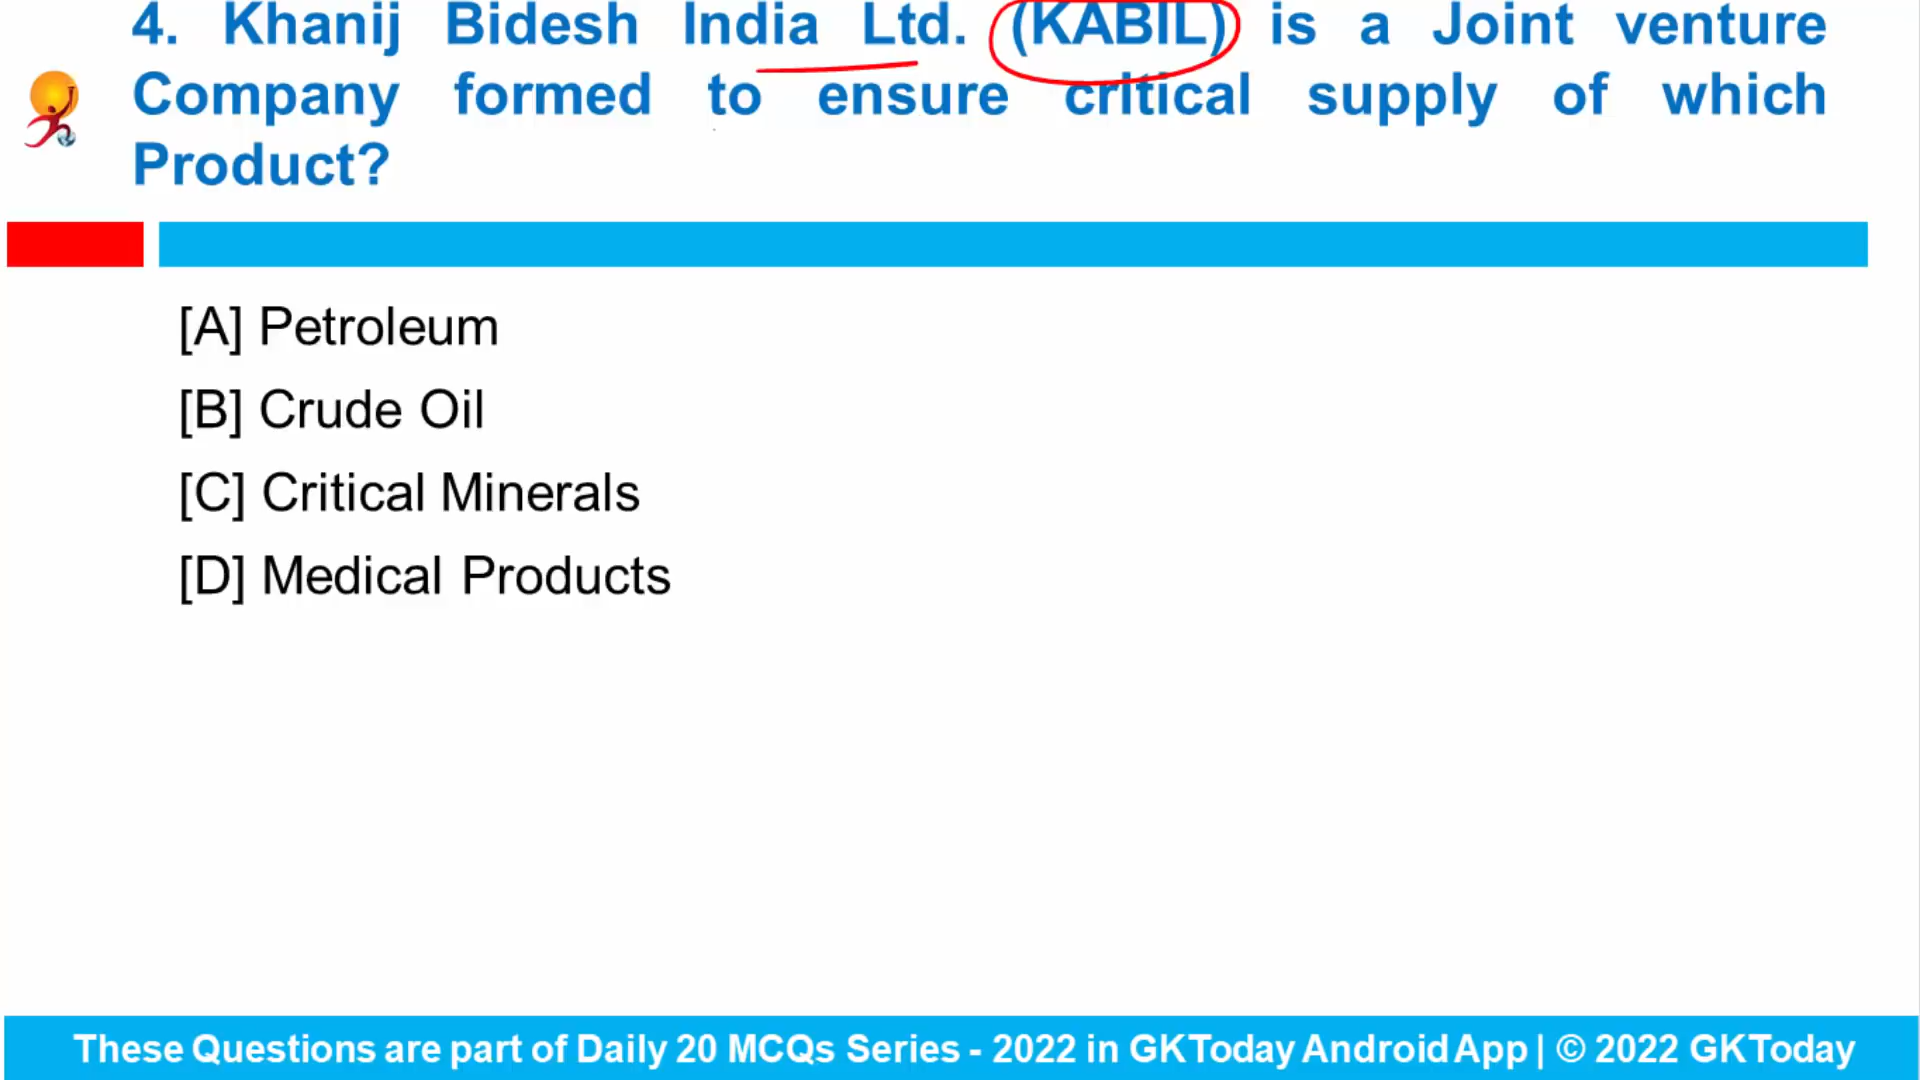 4. Khanij Bidesh India Ltd. (KABIL) is a Joint venture
Company formed to ensure critical supply of which
Product?
[A] Petroleum
[B] Crude Oil
[C] Critical Minerals
[D] Medical Products
These Questions are part of Daily 20 MCQs Series - 2022 in GKToday Android App | © 2022 GKToday